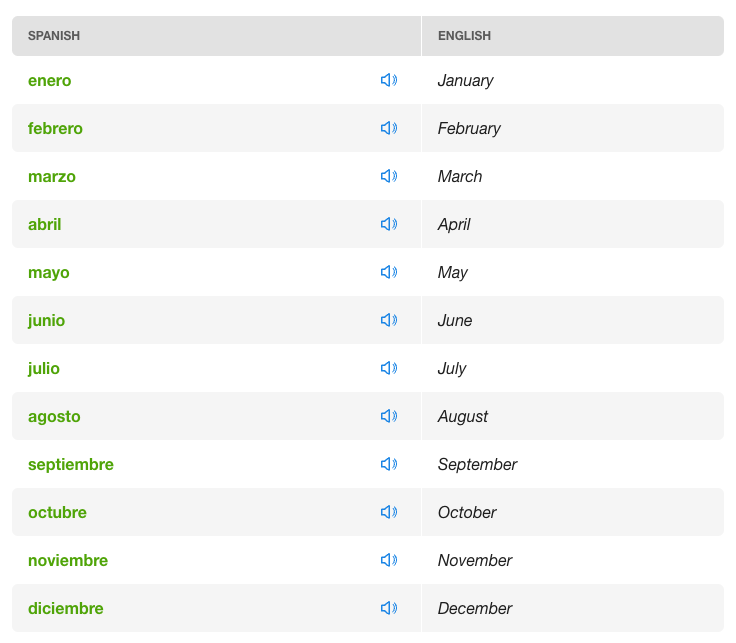 SPANISH ENGLISH
enero January
febrero February
marzo March
abril April
mayo May
junio June
julio July
agosto August
septiembre September
octubre October
noviembre November
diciembre December